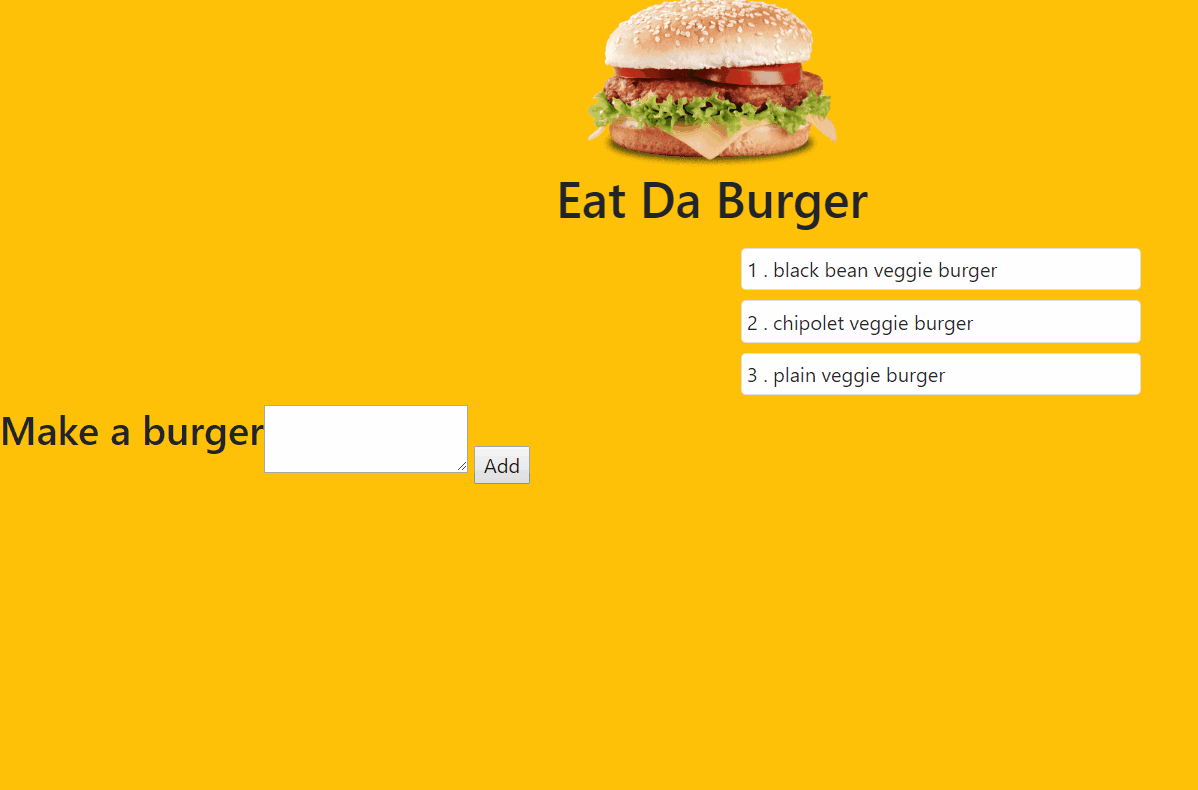 Eat Da Burger
1 . black bean veggie burger
2 . chipolet veggie burger
3 . plain veggie burger
Make a burger
Add